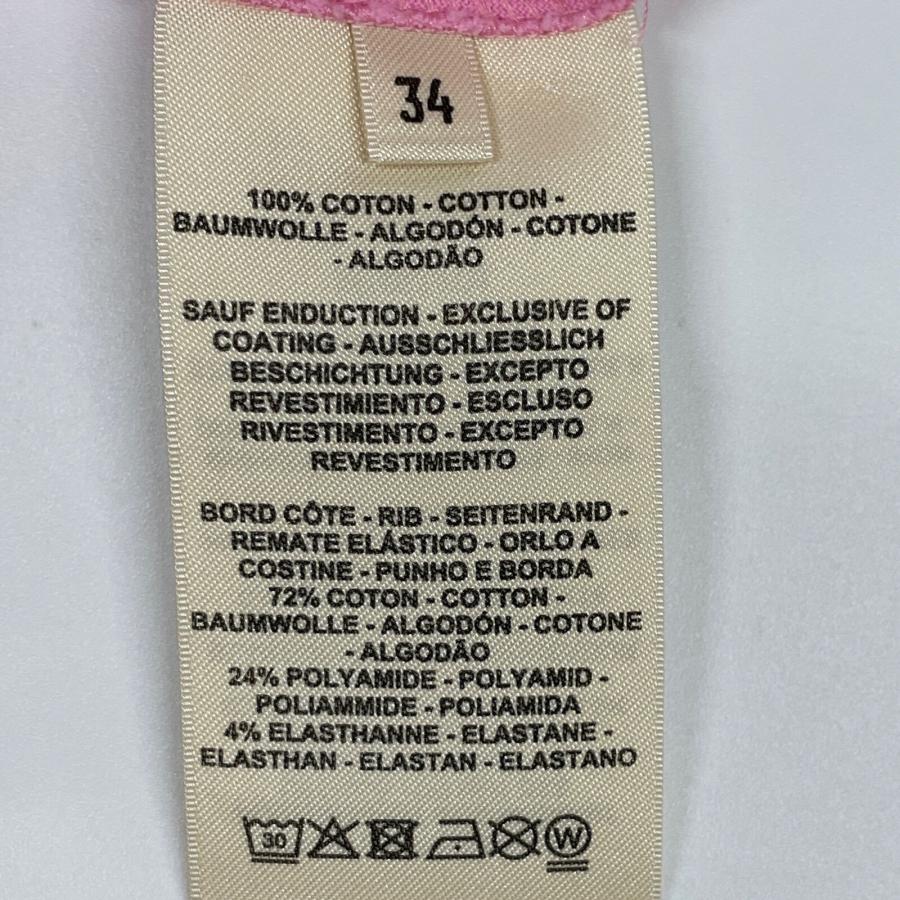 34
100% COTON - COTTON -
BAUMWOLLE - ALGODÓN - COTONE
- ALGODÃO
SAUF ENDUCTION - EXCLUSIVE OF
COATING - AUSSCHLIESSLICH
BESCHICHTUNG - EXCEPTO
REVESTIMIENTO - ESCLUSO
RIVESTIMENTO - EXCEPTO
REVESTIMENTO
BORD CÔTE - RIB - SEITENRAND -
REMATE ELÁSTICO - ORLO A
COSTINE - PUNHO E BORDA
72% COTON - COTTON -
BAUMWOLLE - ALGODÓN - COTONE
- ALGODÃO
24% POLYAMIDE - POLYAMID -
POLIAMMIDE - POLIAMIDA
4% ELASTHANNE - ELASTANE -
ELASTHAN - ELASTAN - ELASTANO
30 W